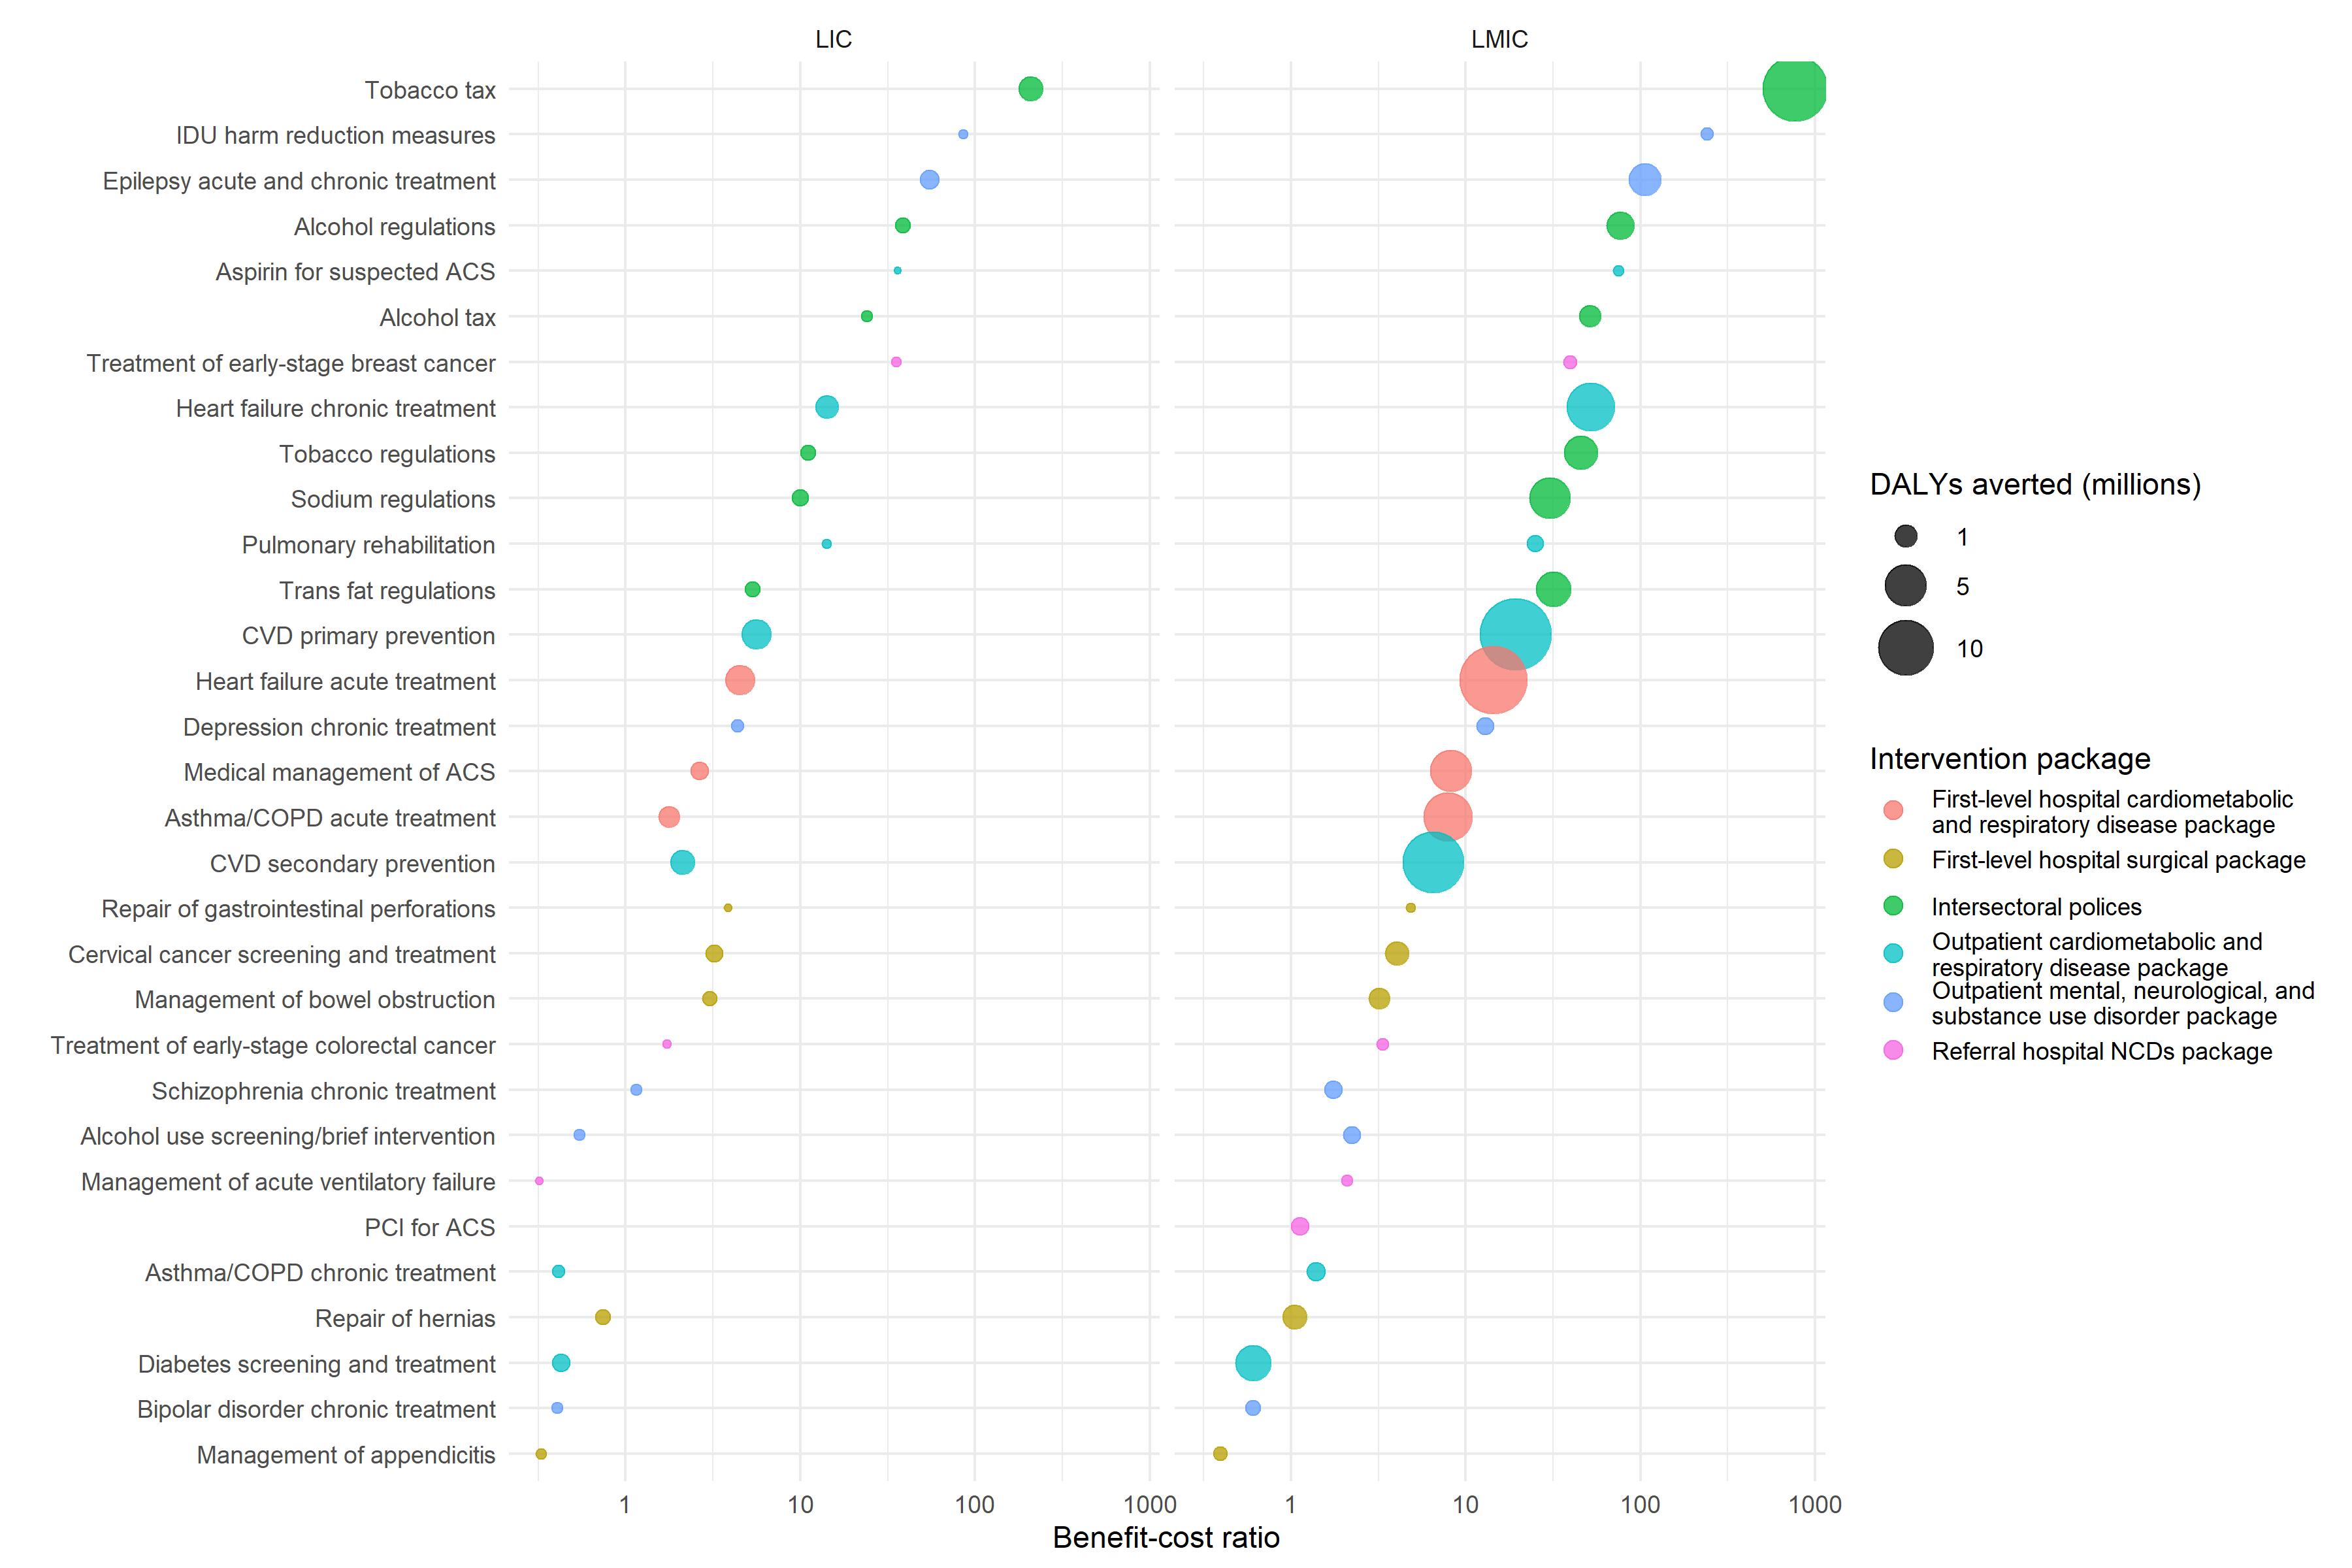 LIC
LMIC
Tobacco tax
IDU harm reduction measures
Epilepsy acute and chronic treatment
Alcohol regulations
Aspirin for suspected ACS
Alcohol tax
Treatment of early-stage breast cancer
Heart failure chronic treatment
Tobacco regulations
Sodium regulations
Pulmonary rehabilitation
Trans fat regulations
CVD primary prevention
Heart failure acute treatment
Depression chronic treatment
Medical management of ACS
Asthma/COPD acute treatment
CVD secondary prevention
Repair of gastrointestinal perforations
Cervical cancer screening and treatment
Management of bowel obstruction
Treatment of early-stage colorectal cancer
Schizophrenia chronic treatment
Alcohol use screening/brief intervention
Management of acute ventilatory failure
PCI for ACS
Asthma/COPD chronic treatment
Repair of hernias
Diabetes screening and treatment
Bipolar disorder chronic treatment
Management of appendicitis
1 10 100 1000 1 10 100 1000
Benefit-cost ratio
DALYs averted (millions)
1
5
10
Intervention package
First-level hospital cardiometabolic
and respiratory disease package
First-level hospital surgical package
Intersectoral polices
Outpatient cardiometabolic and
respiratory disease package
Outpatient mental, neurological, and
substance use disorder package
Referral hospital NCDs package